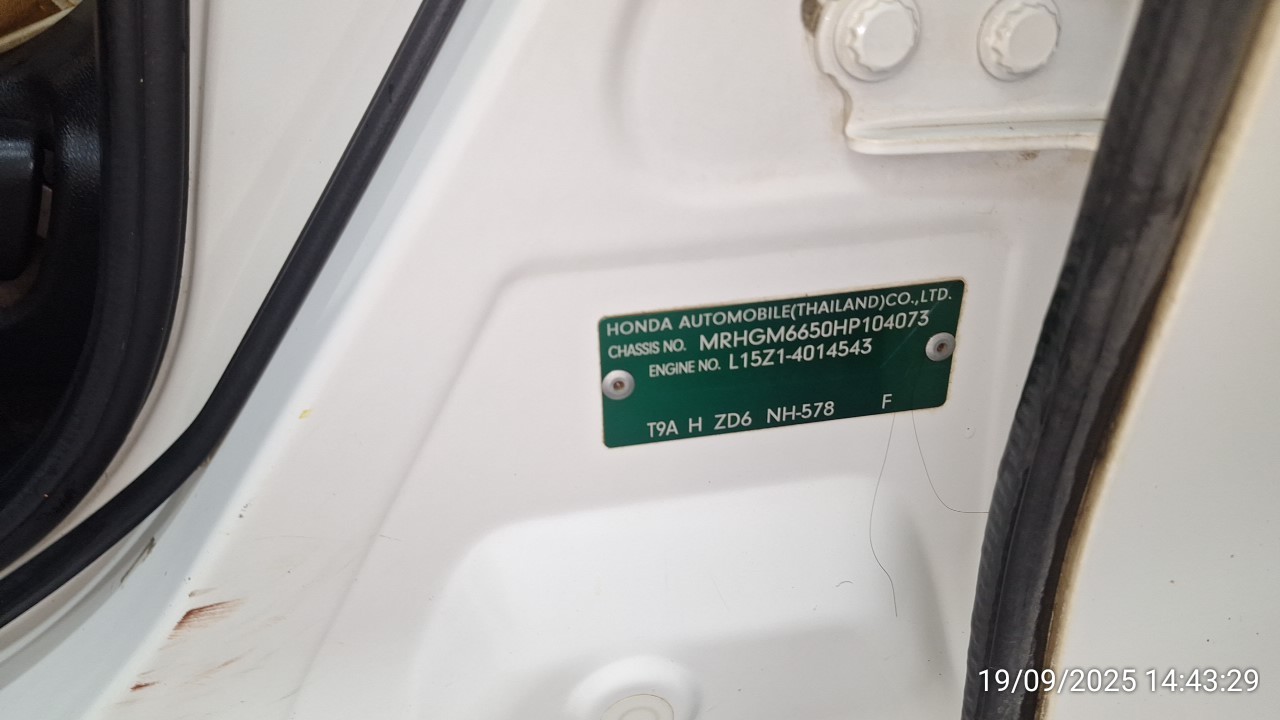 HONDA AUTOMOBILE(THAILAND)CO.,LTD.
CHASSIS NO. MRHGM6650HP104073
ENGINE NO. L15Z1-4014543
T9A H ZD6 NH-578 F
19/09/2025 14:43:29